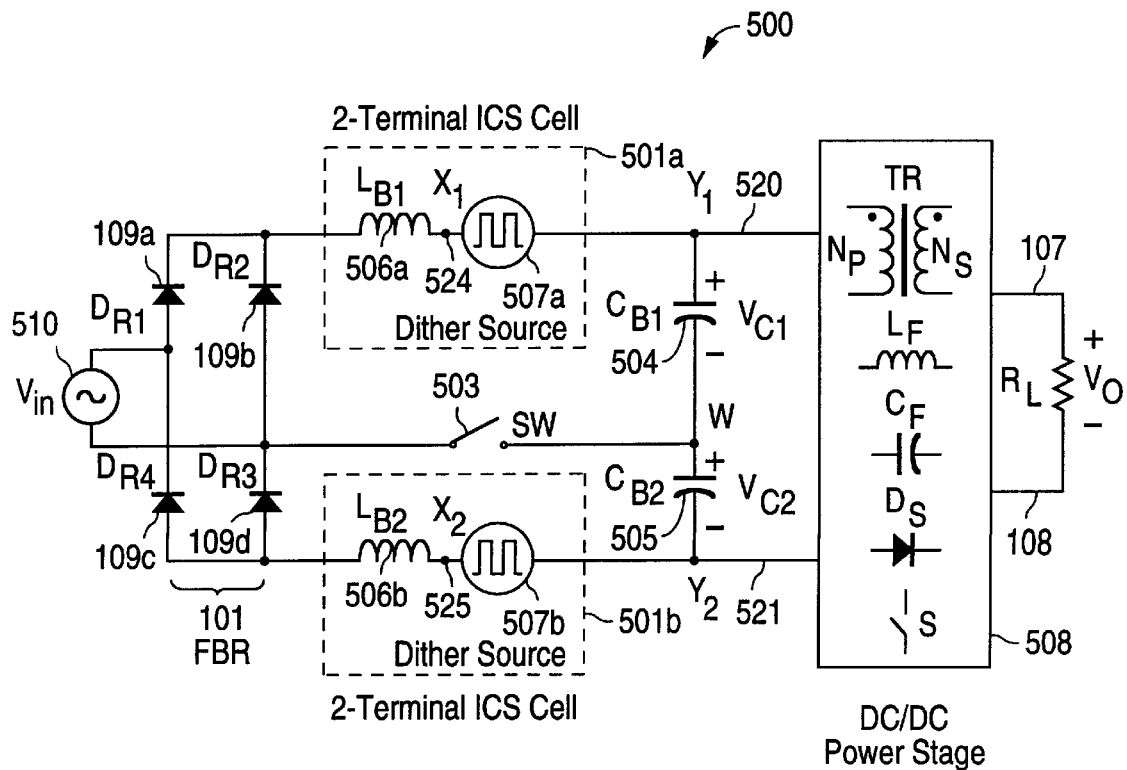 500
2-Terminal ICS Cell
501a
LB1
X1
Y1
520
TR
109a
DR2
506a
524
507a
NP
NS
107
510
DR1
Dither Source
CB1
VC1
504
+
−
109b
LF
Vin
503
SW
W
RL
+
VO
−
CF
DR4
DR3
LB2
X2
CB2
VC2
505
+
−
DS
108
109c
109d
506b
525
507b
Y2
521
S
101
FBR
Dither Source
501b
508
2-Terminal ICS Cell
DC/DC
Power Stage